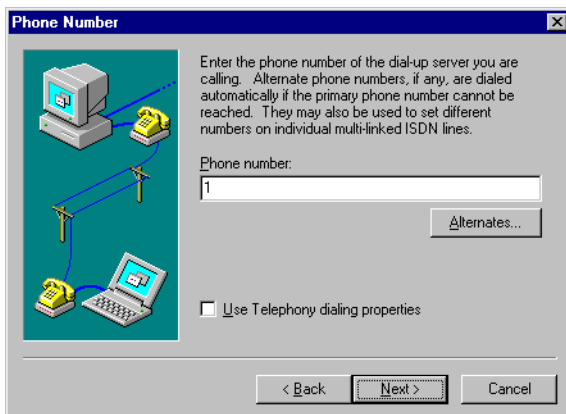 Phone Number
Enter the phone number of the dial-up server you are
calling. Alternate phone numbers, if any, are dialed
automatically if the primary phone number cannot be
reached. They may also be used to set different
numbers on individual multi-linked ISDN lines.
Phone number:
1
Alternates...
Use Telephony dialing properties
< Back
Next >
Cancel